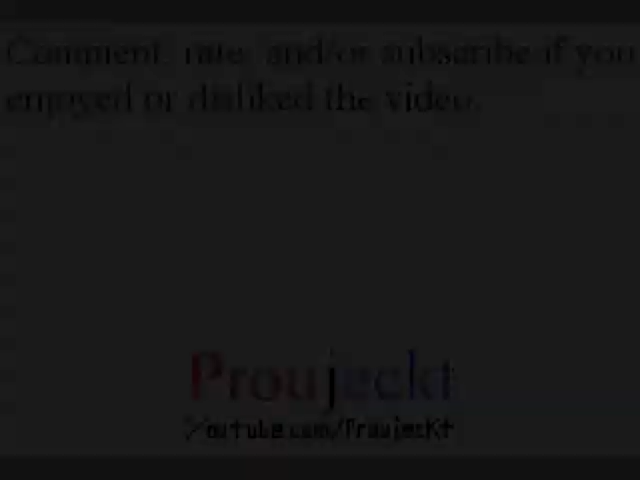 Comment, rate, and/or subscribe if you
enjoyed or disliked the video.
Proujeckt
Youtube.com/ProujecKt